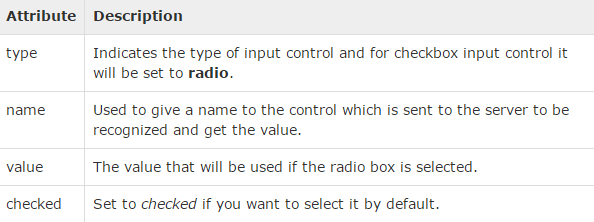 Attribute Description
type Indicates the type of input control and for checkbox input control it
will be set to radio.
name Used to give a name to the control which is sent to the server to be
recognized and get the value.
value The value that will be used if the radio box is selected.
checked Set to checked if you want to select it by default.